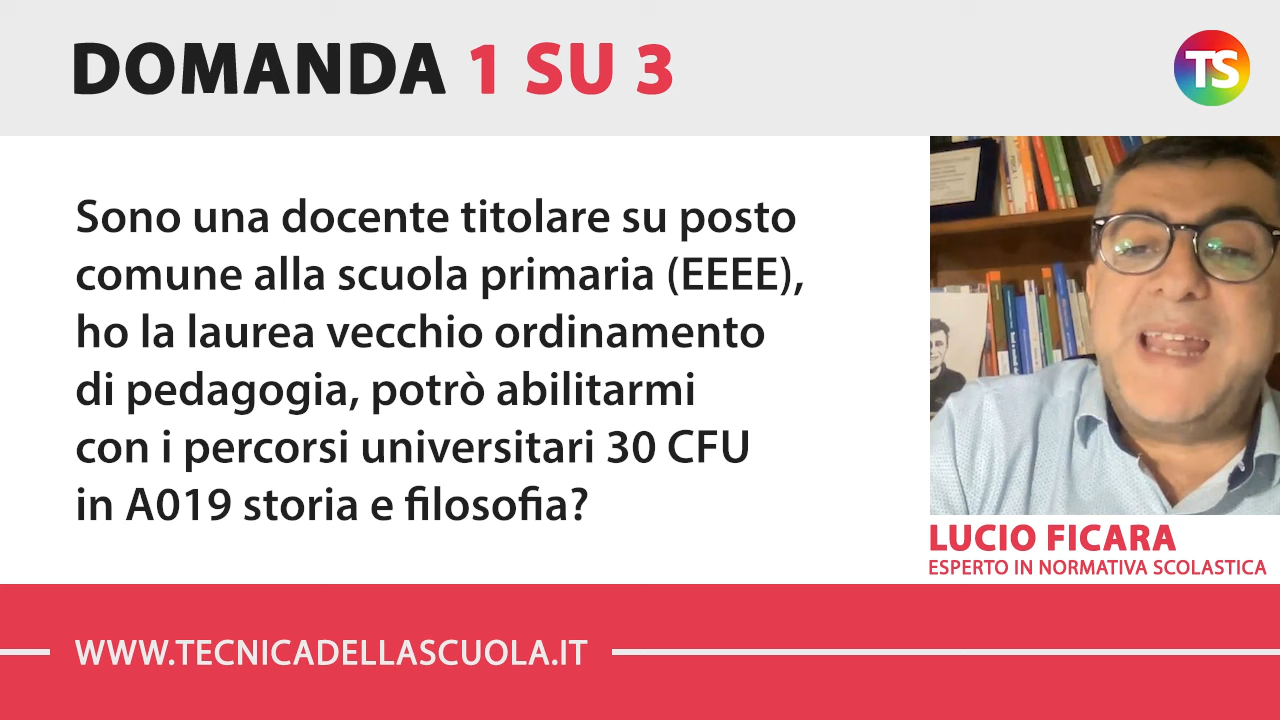 DOMANDA 1 SU 3
TS
Sono una docente titolare su posto
comune alla scuola primaria (EEEE),
ho la laurea vecchio ordinamento
di pedagogia, potrò abilitarmi
con i percorsi universitari 30 CFU
in A019 storia e filosofia?
LUCIO FICARA
ESPERTO IN NORMATIVA SCOLASTICA
WWW.TECNICADELLASCUOLA.IT